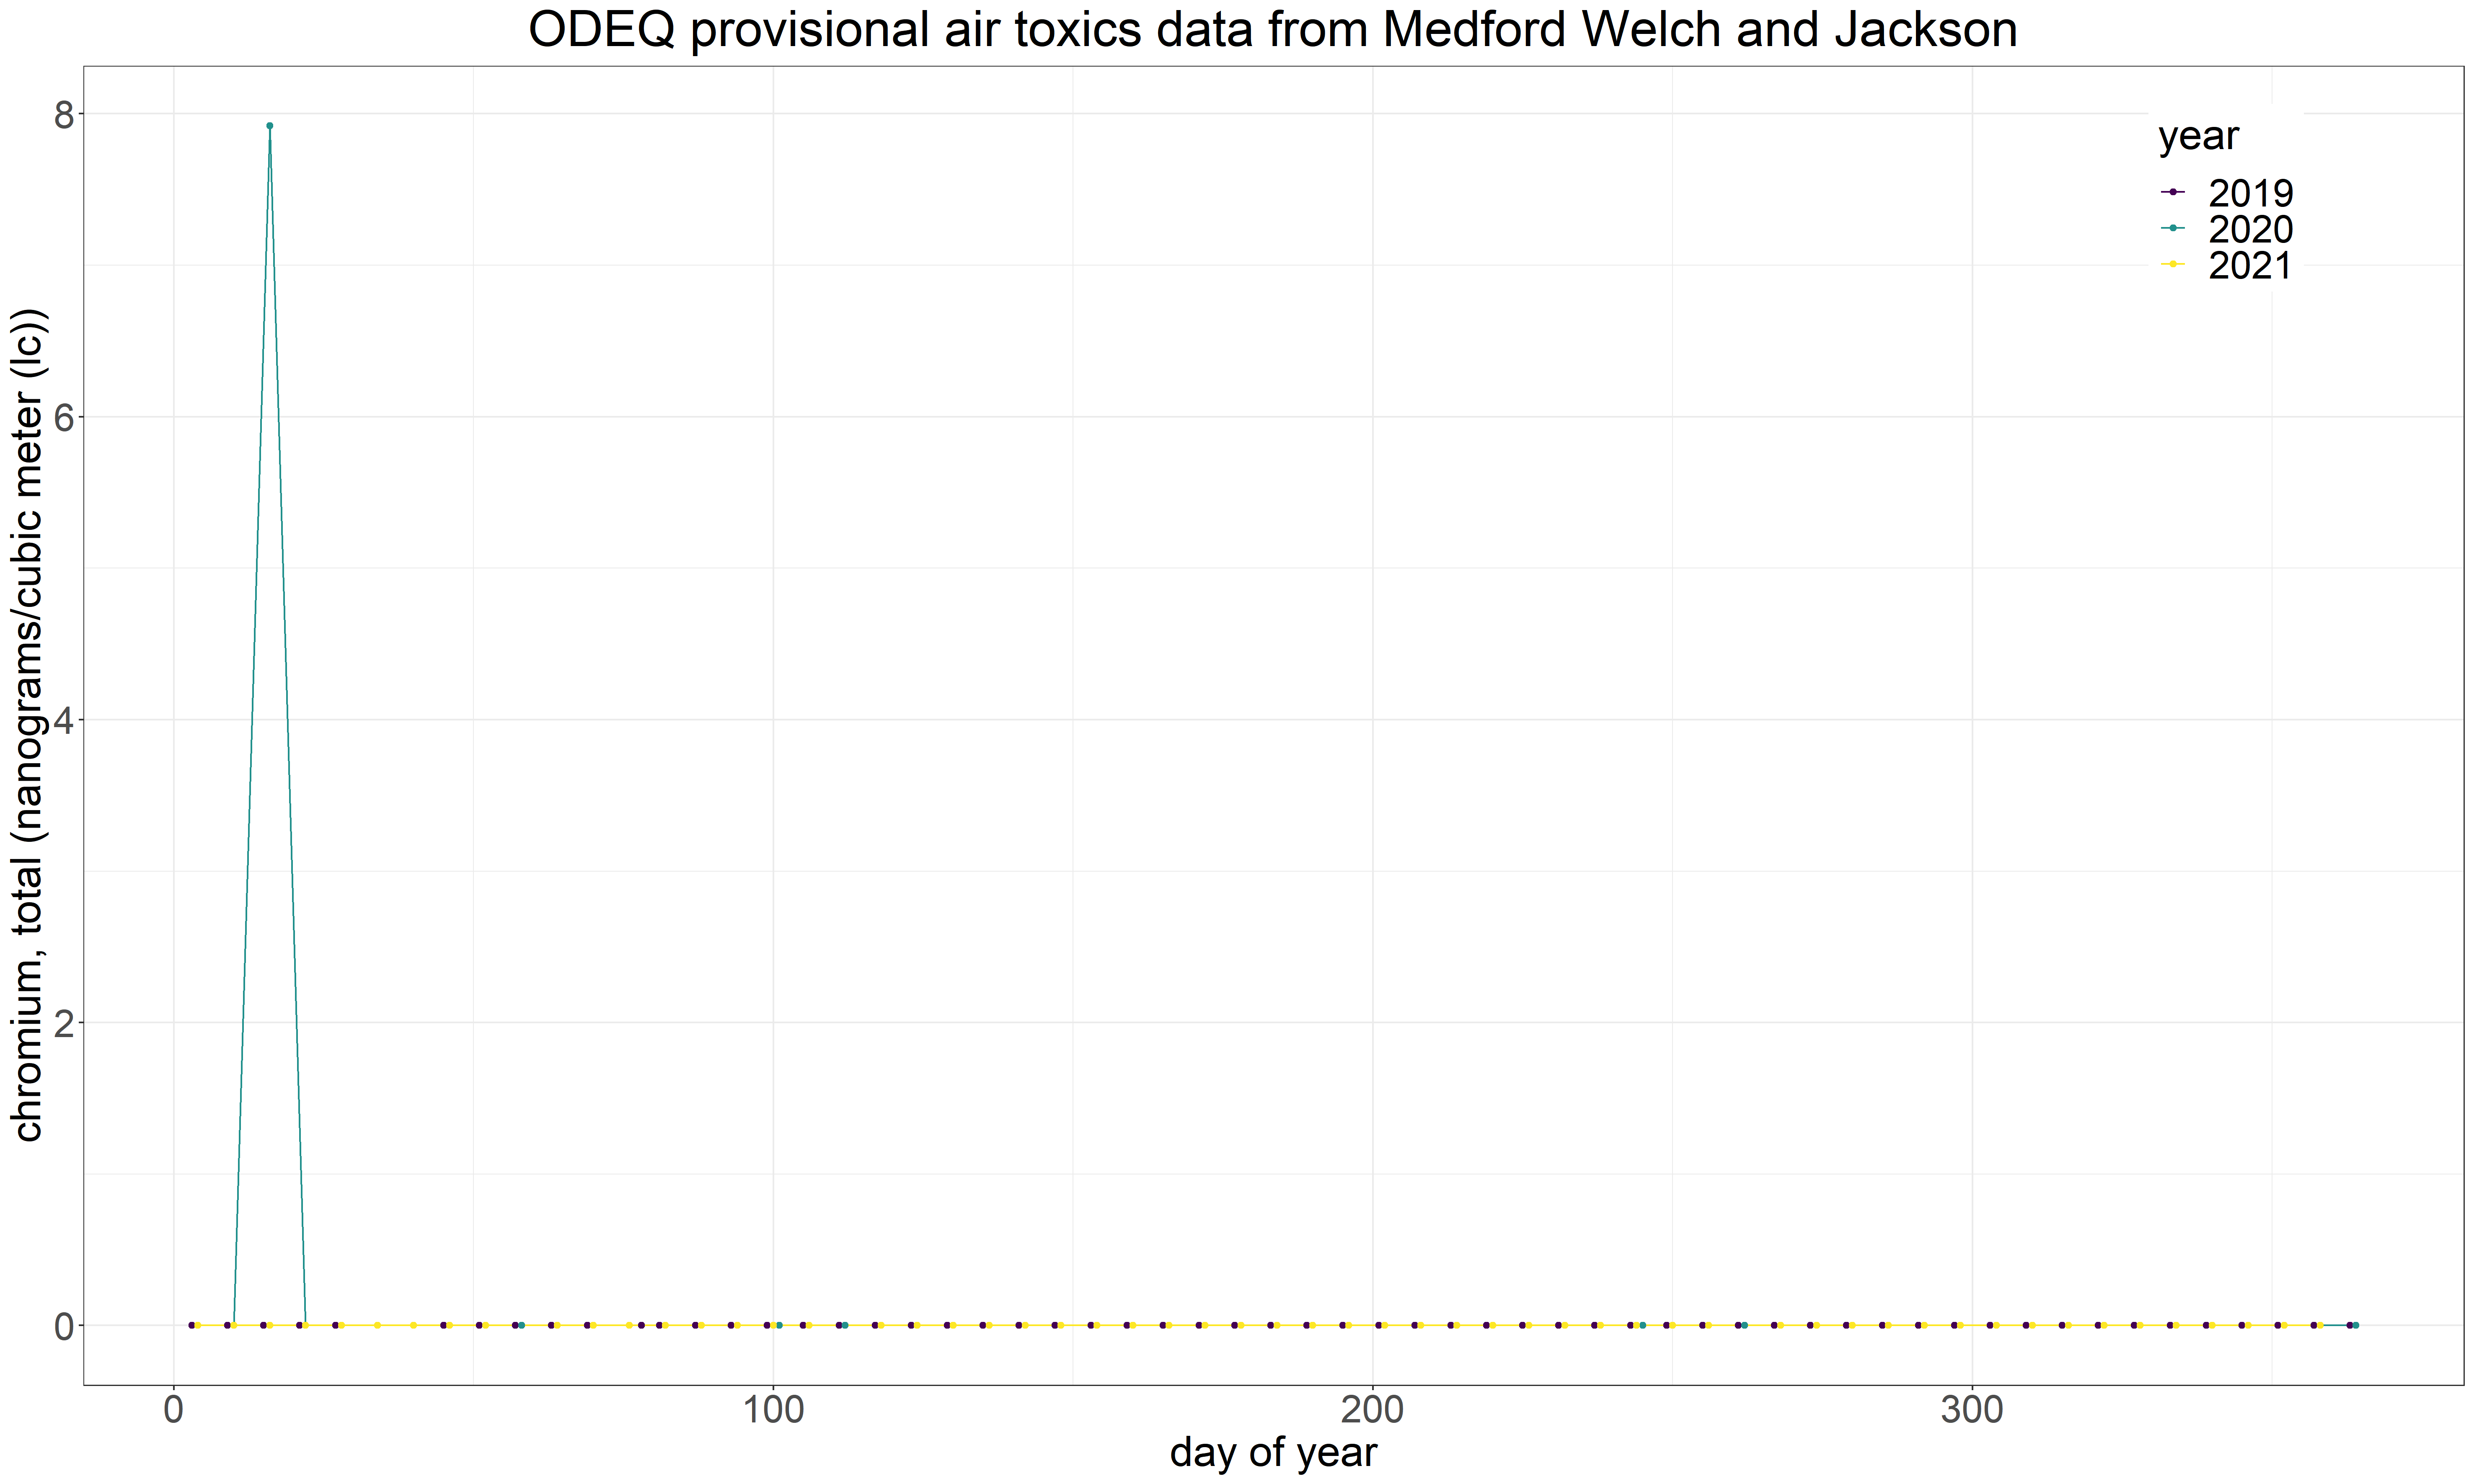 ODEQ provisional air toxics data from Medford Welch and Jackson
chromium, total (nanograms/cubic meter (lc))
8
6
4
2
0
year
2019
2020
2021
0 100 200 300
day of year